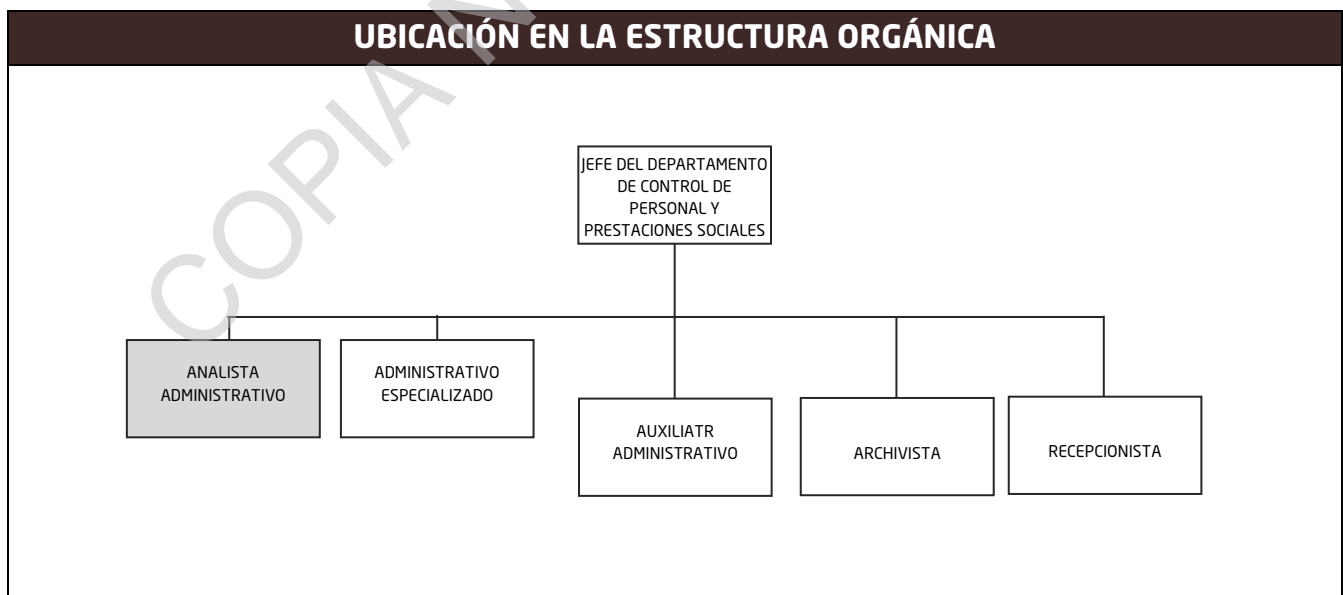 UBICACIÓN EN LA ESTRUCTURA ORGÁNICA
COPIA
JEFE DEL DEPARTAMENTO
DE CONTROL DE
PERSONAL Y
PRESTACIONES SOCIALES
ANALISTA
ADMINISTRATIVO
ADMINISTRATIVO
ESPECIALIZADO
AUXILIATR
ADMINISTRATIVO
ARCHIVISTA
RECEPCIONISTA